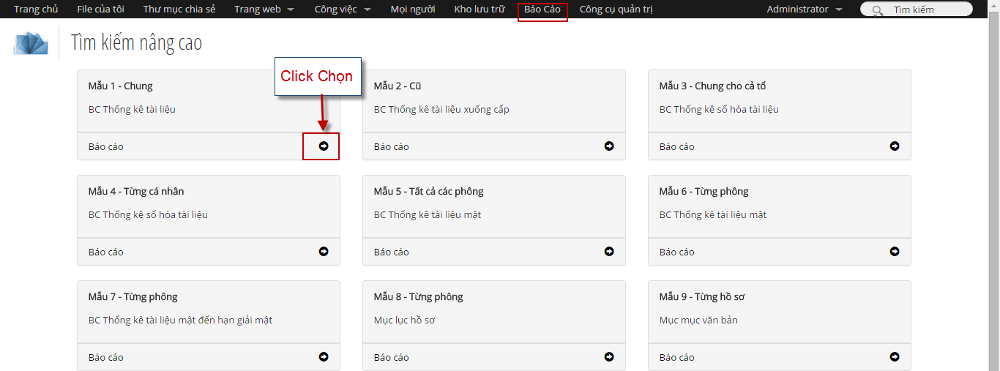 Trang chủ File của tôi Thư mục chia sẻ Trang web Công việc Mọi người Kho lưu trữ Báo Cáo Công cụ quản trị Administrator Tìm kiếm
Tìm kiếm nâng cao
Click Chọn
Mẫu 1 - Chung
BC Thống kê tài liệu
Báo cáo
Mẫu 2 - Cũ
BC Thống kê tài liệu xuống cấp
Báo cáo
Mẫu 3 - Chung cho cả tổ
BC Thống kê số hóa tài liệu
Báo cáo
Mẫu 4 - Từng cá nhân
BC Thống kê số hóa tài liệu
Báo cáo
Mẫu 5 - Tất cả các phông
BC Thống kê tài liệu mật
Báo cáo
Mẫu 6 - Từng phông
BC Thống kê tài liệu mật
Báo cáo
Mẫu 7 - Từng phông
BC Thống kê tài liệu mật đến hạn giải mật
Báo cáo
Mẫu 8 - Từng phông
Mục lục hồ sơ
Báo cáo
Mẫu 9 - Từng hồ sơ
Mục mục văn bản
Báo cáo